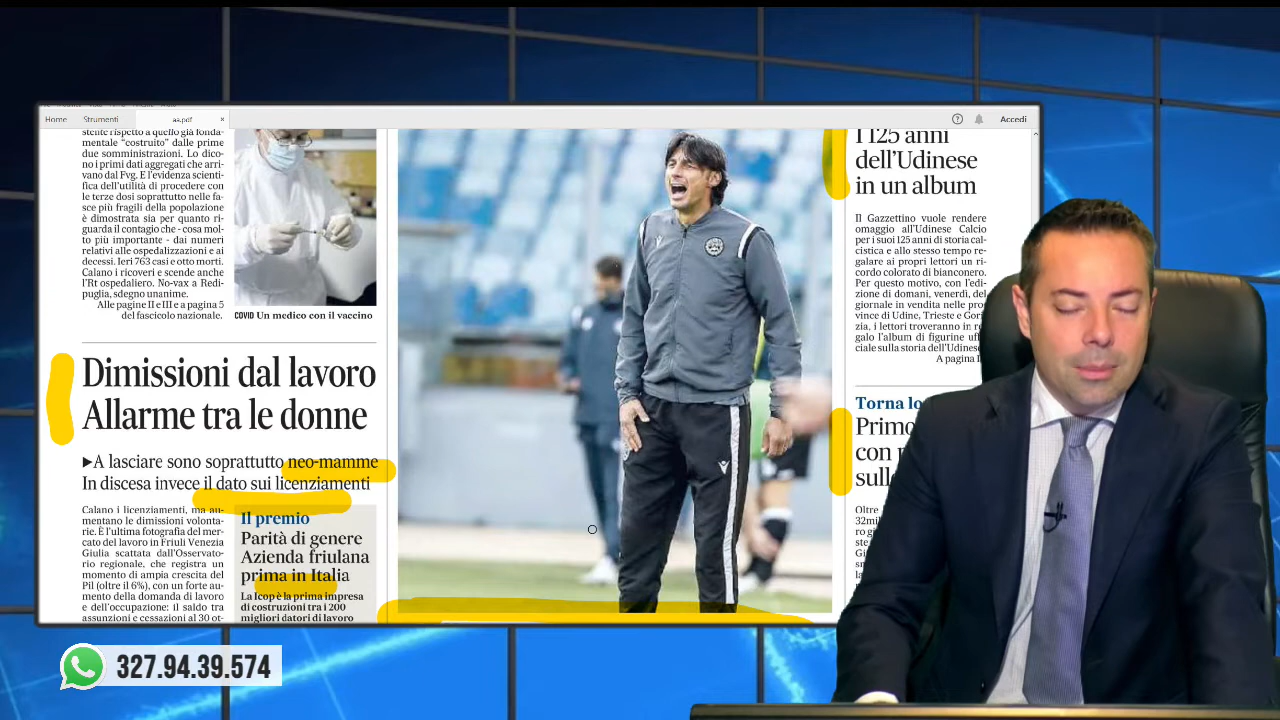 Home Strumenti aa.pdf × Accedi
stente rispetto a quello già fonda-
mentale “costruito” dalle prime
due somministrazioni. Lo dico-
no i primi dati aggregati che arri-
vano dal Fvg. E l'evidenza scienti-
fica dell'utilità di procedere con
le terze dosi soprattutto nelle fa-
sce più fragili della popolazione
è dimostrata sia per quanto ri-
guarda il contagio che - cosa mol-
to più importante - dai numeri
relativi alle ospedalizzazioni e ai
decessi. Ieri 763 casi e otto morti.
Calano i ricoveri e scende anche
l'Rt ospedaliero. No-vax a Redi-
puglia, sdegno unanime.
Alle pagine II e III e a pagina 5
del fascicolo nazionale.
COVID Un medico con il vaccino
Dimissioni dal lavoro
Allarme tra le donne
▶A lasciare sono soprattutto neo-mamme
In discesa invece il dato sui licenziamenti
Calano i licenziamenti, ma au-
mentano le dimissioni volonta-
rie. È l'ultima fotografia del mer-
cato del lavoro in Friuli Venezia
Giulia scattata dall'Osservato-
rio regionale, che registra un
momento di ampia crescita del
Pil (oltre il 6%), con un forte au-
mento della domanda di lavoro
e dell'occupazione: il saldo tra
assunzioni e cessazioni al 30 ot-
Il premio
Parità di genere
Azienda friulana
prima in Italia
La Icop è la prima impresa
di costruzioni tra i 200
migliori datori di lavoro
I 125 anni
dell'Udinese
in un album
Il Gazzettino vuole rendere
omaggio all'Udinese Calcio
per i suoi 125 anni di storia cal-
cistica e allo stesso tempo re-
galare ai propri lettori un ri-
cordo colorato di bianconero.
Per questo motivo, con l'edi-
zione di domani, venerdì, del
giornale in vendita nelle pro
vince di Udine, Trieste e Gori
zia, i lettori troveranno in re
galo l'album di figurine uffi
ciale sulla storia dell'Udinese
A pagina
Torna lo
Primo
con
sull
Oltre
32mil
ro
ste
Gi
327.94.39.574